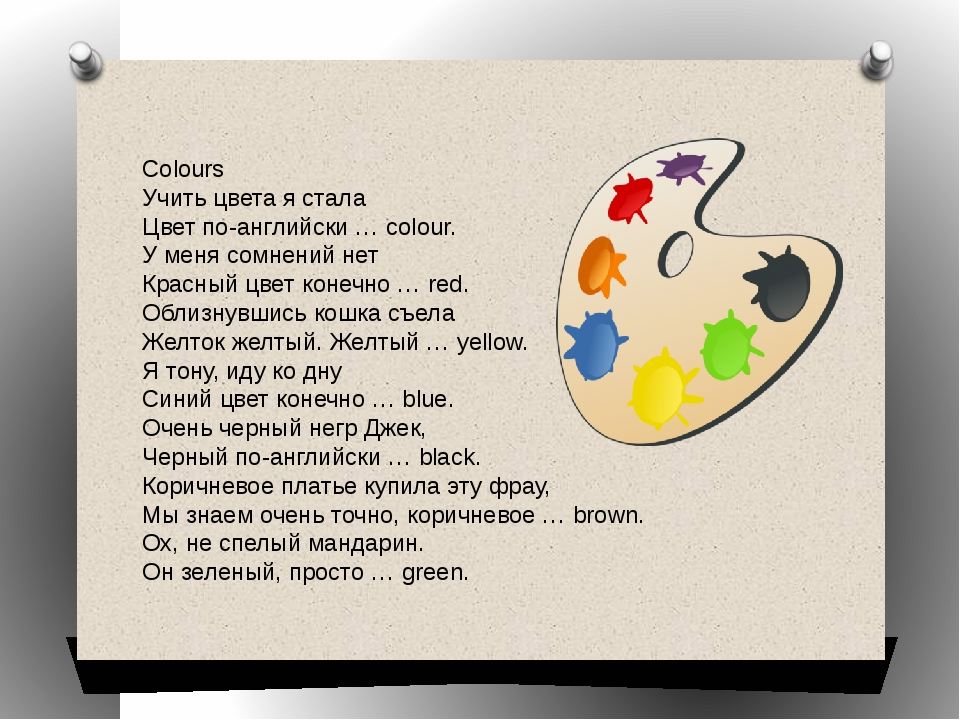 Colours
Учить цвета я стала
Цвет по-английски … colour.
У меня сомнений нет
Красный цвет конечно … red.
Облизнувшись кошка съела
Желток желтый. Желтый … yellow.
Я тону, иду ко дну
Синий цвет конечно … blue.
Очень черный негр Джек,
Черный по-английски … black.
Коричневое платье купила эту фрау,
Мы знаем очень точно, коричневое … brown.
Ох, не спелый мандарин.
Он зеленый, просто … green.